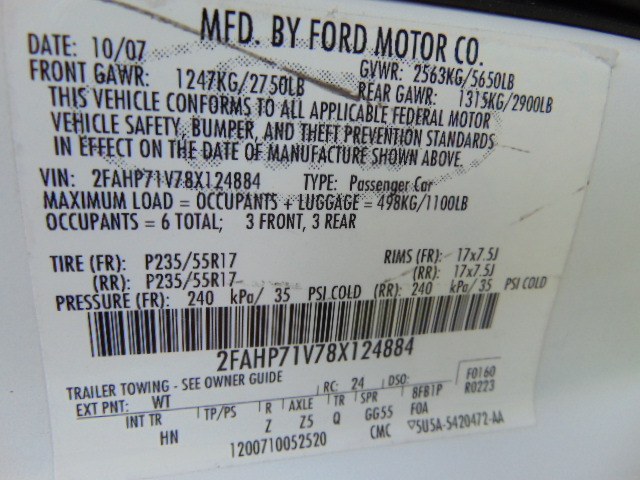 MFD. BY FORD MOTOR CO.
DATE: 10/07 GVWR: 2563KG/5650LB
FRONT GAWR: 1247KG/2750LB REAR GAWR: 1315KG/2900LB
THIS VEHICLE CONFORMS TO ALL APPLICABLE FEDERAL MOTOR
VEHICLE SAFETY, BUMPER, AND THEFT PREVENTION STANDARDS
IN EFFECT ON THE DATE OF MANUFACTURE SHOWN ABOVE.
VIN: 2FAHP71V78X124884 TYPE: Passenger Car
MAXIMUM LOAD = OCCUPANTS + LUGGAGE = 498KG/1100LB
OCCUPANTS = 6 TOTAL; 3 FRONT, 3 REAR
TIRE (FR): P235/55R17 RIMS (FR): 17x7.5J
(RR): P235/55R17 (RR): 17x7.5J
PRESSURE (FR): 240 kPa/ 35 PSI COLD (RR): 240 kPa/ 35 PSI COLD
2FAHP71V78X124884
TRAILER TOWING - SEE OWNER GUIDE RC: 24 DSO: F0160
EXT PNT: WT 8FB1P R0223
INT TR TP/PS R AXLE TR SPR F0A
HN Z Z5 Q GG55
1200710052520 CMC ▽5U5A-5420472-AA